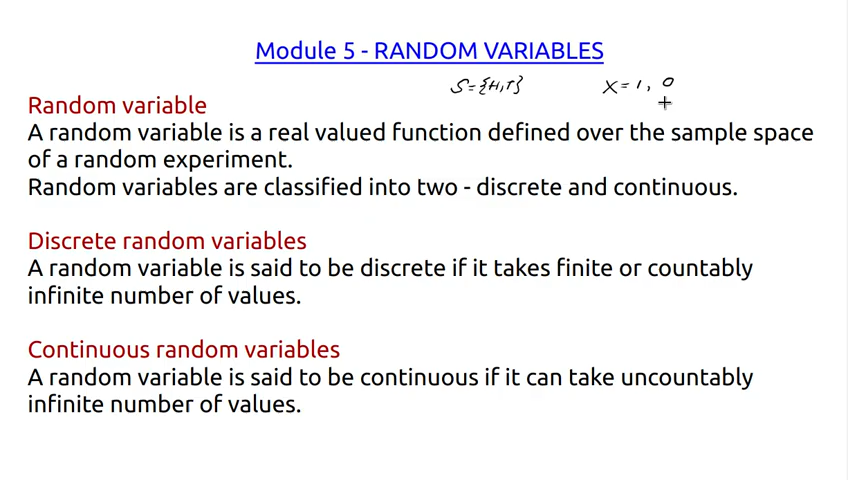 Module 5 - RANDOM VARIABLES
S={H,T} X=1, 0
Random variable
A random variable is a real valued function defined over the sample space
of a random experiment.
Random variables are classified into two - discrete and continuous.
Discrete random variables
A random variable is said to be discrete if it takes finite or countably
infinite number of values.
Continuous random variables
A random variable is said to be continuous if it can take uncountably
infinite number of values.